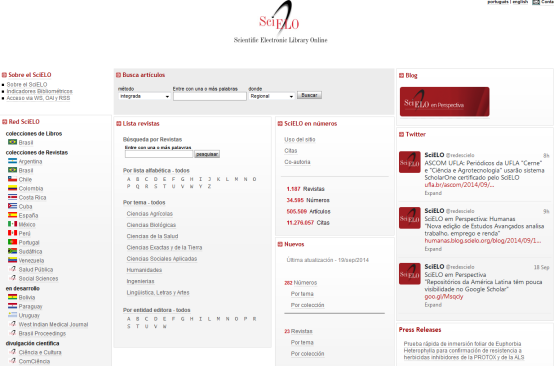 português | english
Conta
SciELO
Scientific Electronic Library Online
Sobre el SciELO
Sobre el SciELO
Indicadores Bibliométricos
Acceso via WS, OAI y RSS
Red SciELO
colecciones de Libros
Brasil
colecciones de Revistas
Argentina
Brasil
Chile
Colombia
Costa Rica
Cuba
España
México
Perú
Portugal
Sudáfrica
Venezuela
Salud Pública
Social Sciences
en desarrollo
Bolivia
Paraguay
Uruguay
West Indian Medical Journal
Brasil Proceedings
divulgación científica
Ciência e Cultura
ComCiência
Busca artículos
método Entre con una o más palabras donde
integrada Regional Buscar
Lista revistas
Búsqueda por Revistas
Entre con una o más palavras
pesquisar
Por lista alfabética - todos
A B C D E F G H I J K L M N O
P Q R S T U V W Y Z
Por tema - todos
Ciencias Agrícolas
Ciencias Biológicas
Ciencias de la Salud
Ciencias Exactas y de la Tierra
Ciencias Sociales Aplicadas
Humanidades
Ingenierías
Lingüística, Letras y Artes
Por entidad editora - todos
A B C D E F G H I J L M N O P R
S T U V W
SciELO en números
Uso del sitio
Citas
Co-autoría
1.187 Revistas
34.595 Números
505.509 Artículos
11.276.057 Citas
Nuevos
Última atualización - 19/sep/2014
282 Números
Por tema
Por colección
23 Revistas
Por tema
Por colección
Blog
SciELO en Perspectiva
Twitter
SciELO @redescielo 8h
ASCOM UFLA: Periódicos da UFLA "Cerne"
e "Ciência e Agrotecnologia" usarão sistema
ScholarOne certificado pelo SciELO
ufla.br/ascom/2014/09/...
Expand
SciELO @redescielo 9h
SciELO em Perspectiva: Humanas
"Nova edição de Estudos Avançados analisa
trabalho, emprego e renda"
humanas.blog.scielo.org/blog/2014/09/1...
Expand
SciELO @redescielo 18 Sep
SciELO em Perspectiva
"Repositórios da América Latina têm pouca
visibilidade no Google Scholar"
Expand
Press Releases
Prueba rápida de inmersión foliar de Euphorbia
Heterophylla para confirmación de resistencia a
herbicidas inhibidores de la PROTOX y de la ALS